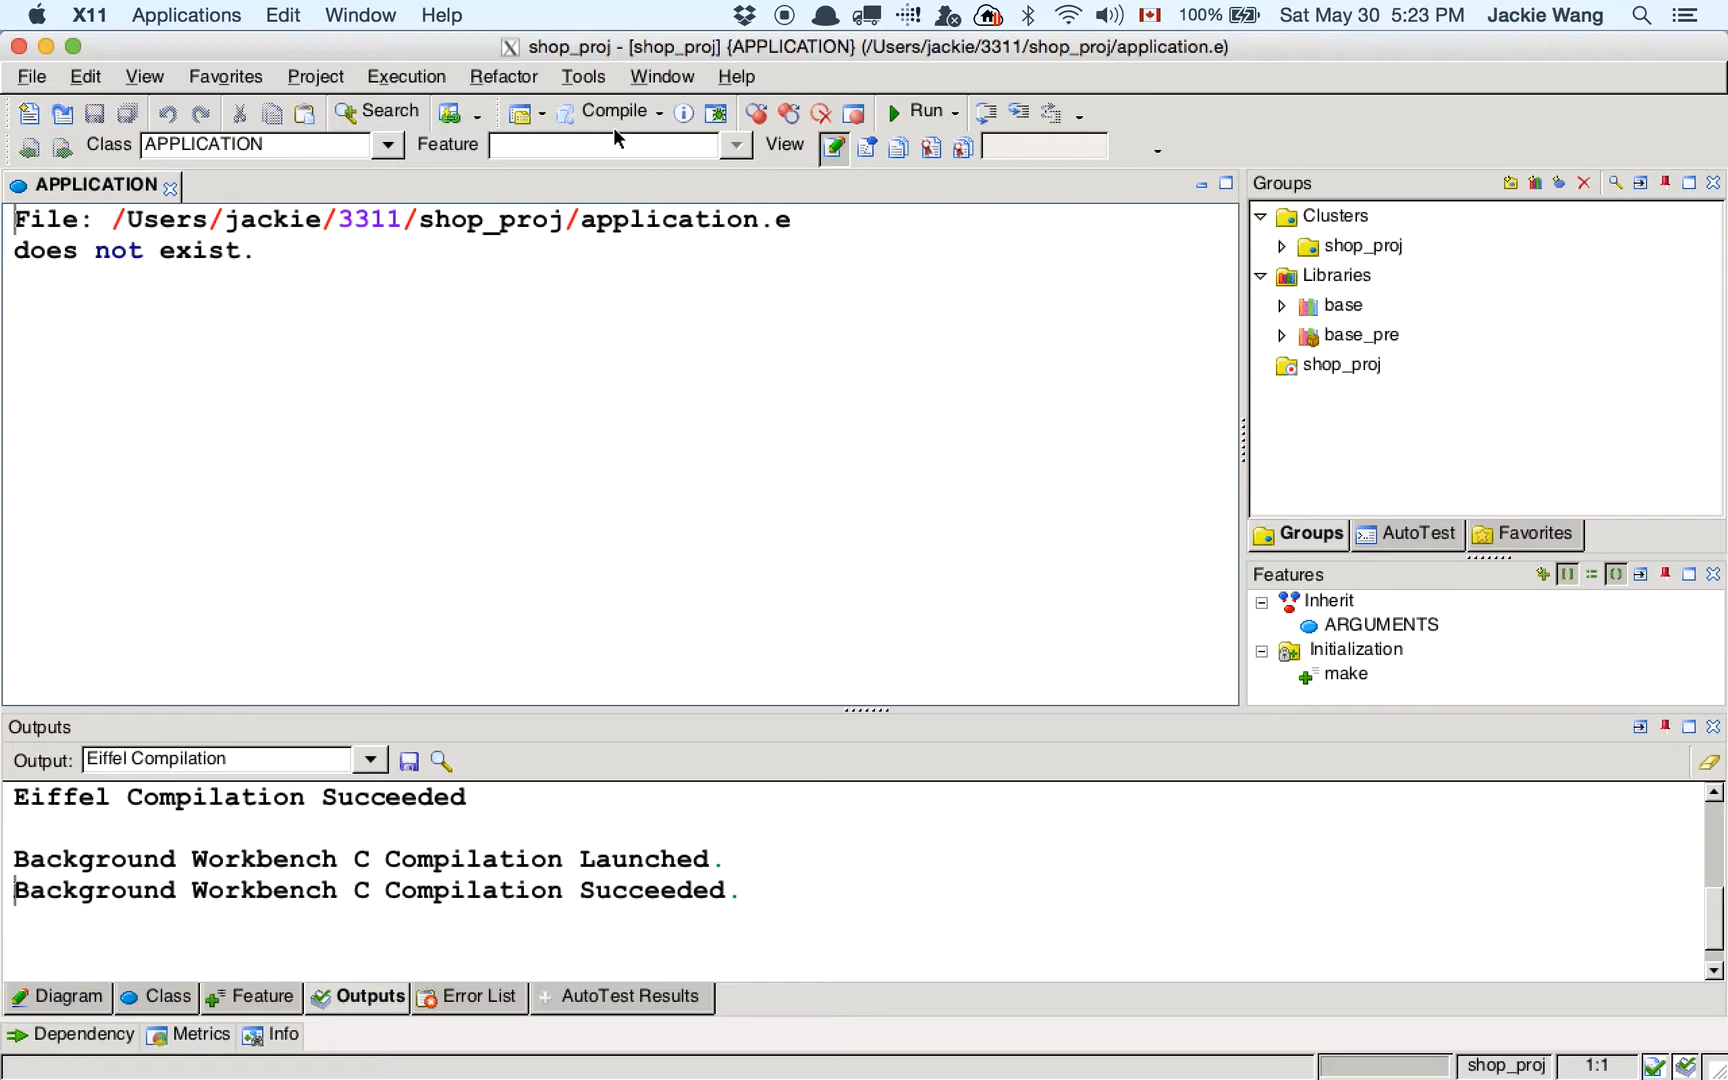 X11 Applications Edit Window Help 100% Sat May 30 5:23 PM Jackie Wang
shop_proj - [shop_proj] {APPLICATION} (/Users/jackie/3311/shop_proj/application.e)
File Edit View Favorites Project Execution Refactor Tools Window Help
Search Compile Run
Class APPLICATION Feature View
APPLICATION
File: /Users/jackie/3311/shop_proj/application.e
does not exist.
Groups
Clusters
shop_proj
Libraries
base
base_pre
shop_proj
Groups AutoTest Favorites
Features
Inherit
ARGUMENTS
Initialization
make
Outputs
Output: Eiffel Compilation
Eiffel Compilation Succeeded
Background Workbench C Compilation Launched.
Background Workbench C Compilation Succeeded.
Diagram Class Feature Outputs Error List AutoTest Results
Dependency Metrics Info
shop_proj 1:1